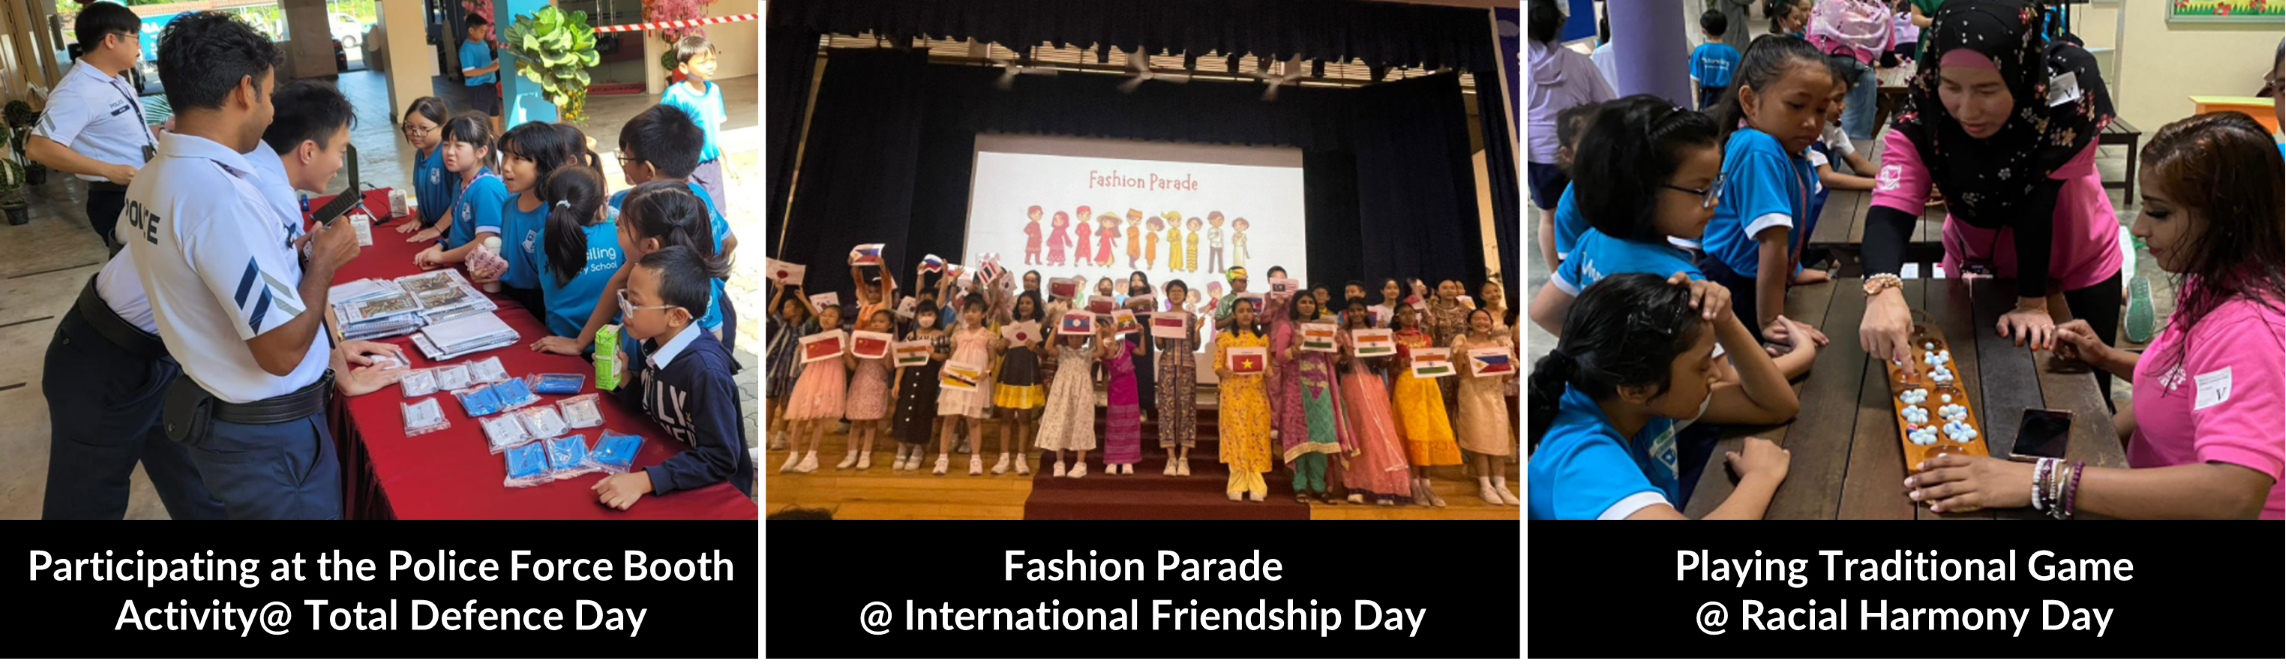 POLICE
Fashion Parade
Participating at the Police Force Booth
Activity@ Total Defence Day
Fashion Parade
@ International Friendship Day
Playing Traditional Game
@ Racial Harmony Day